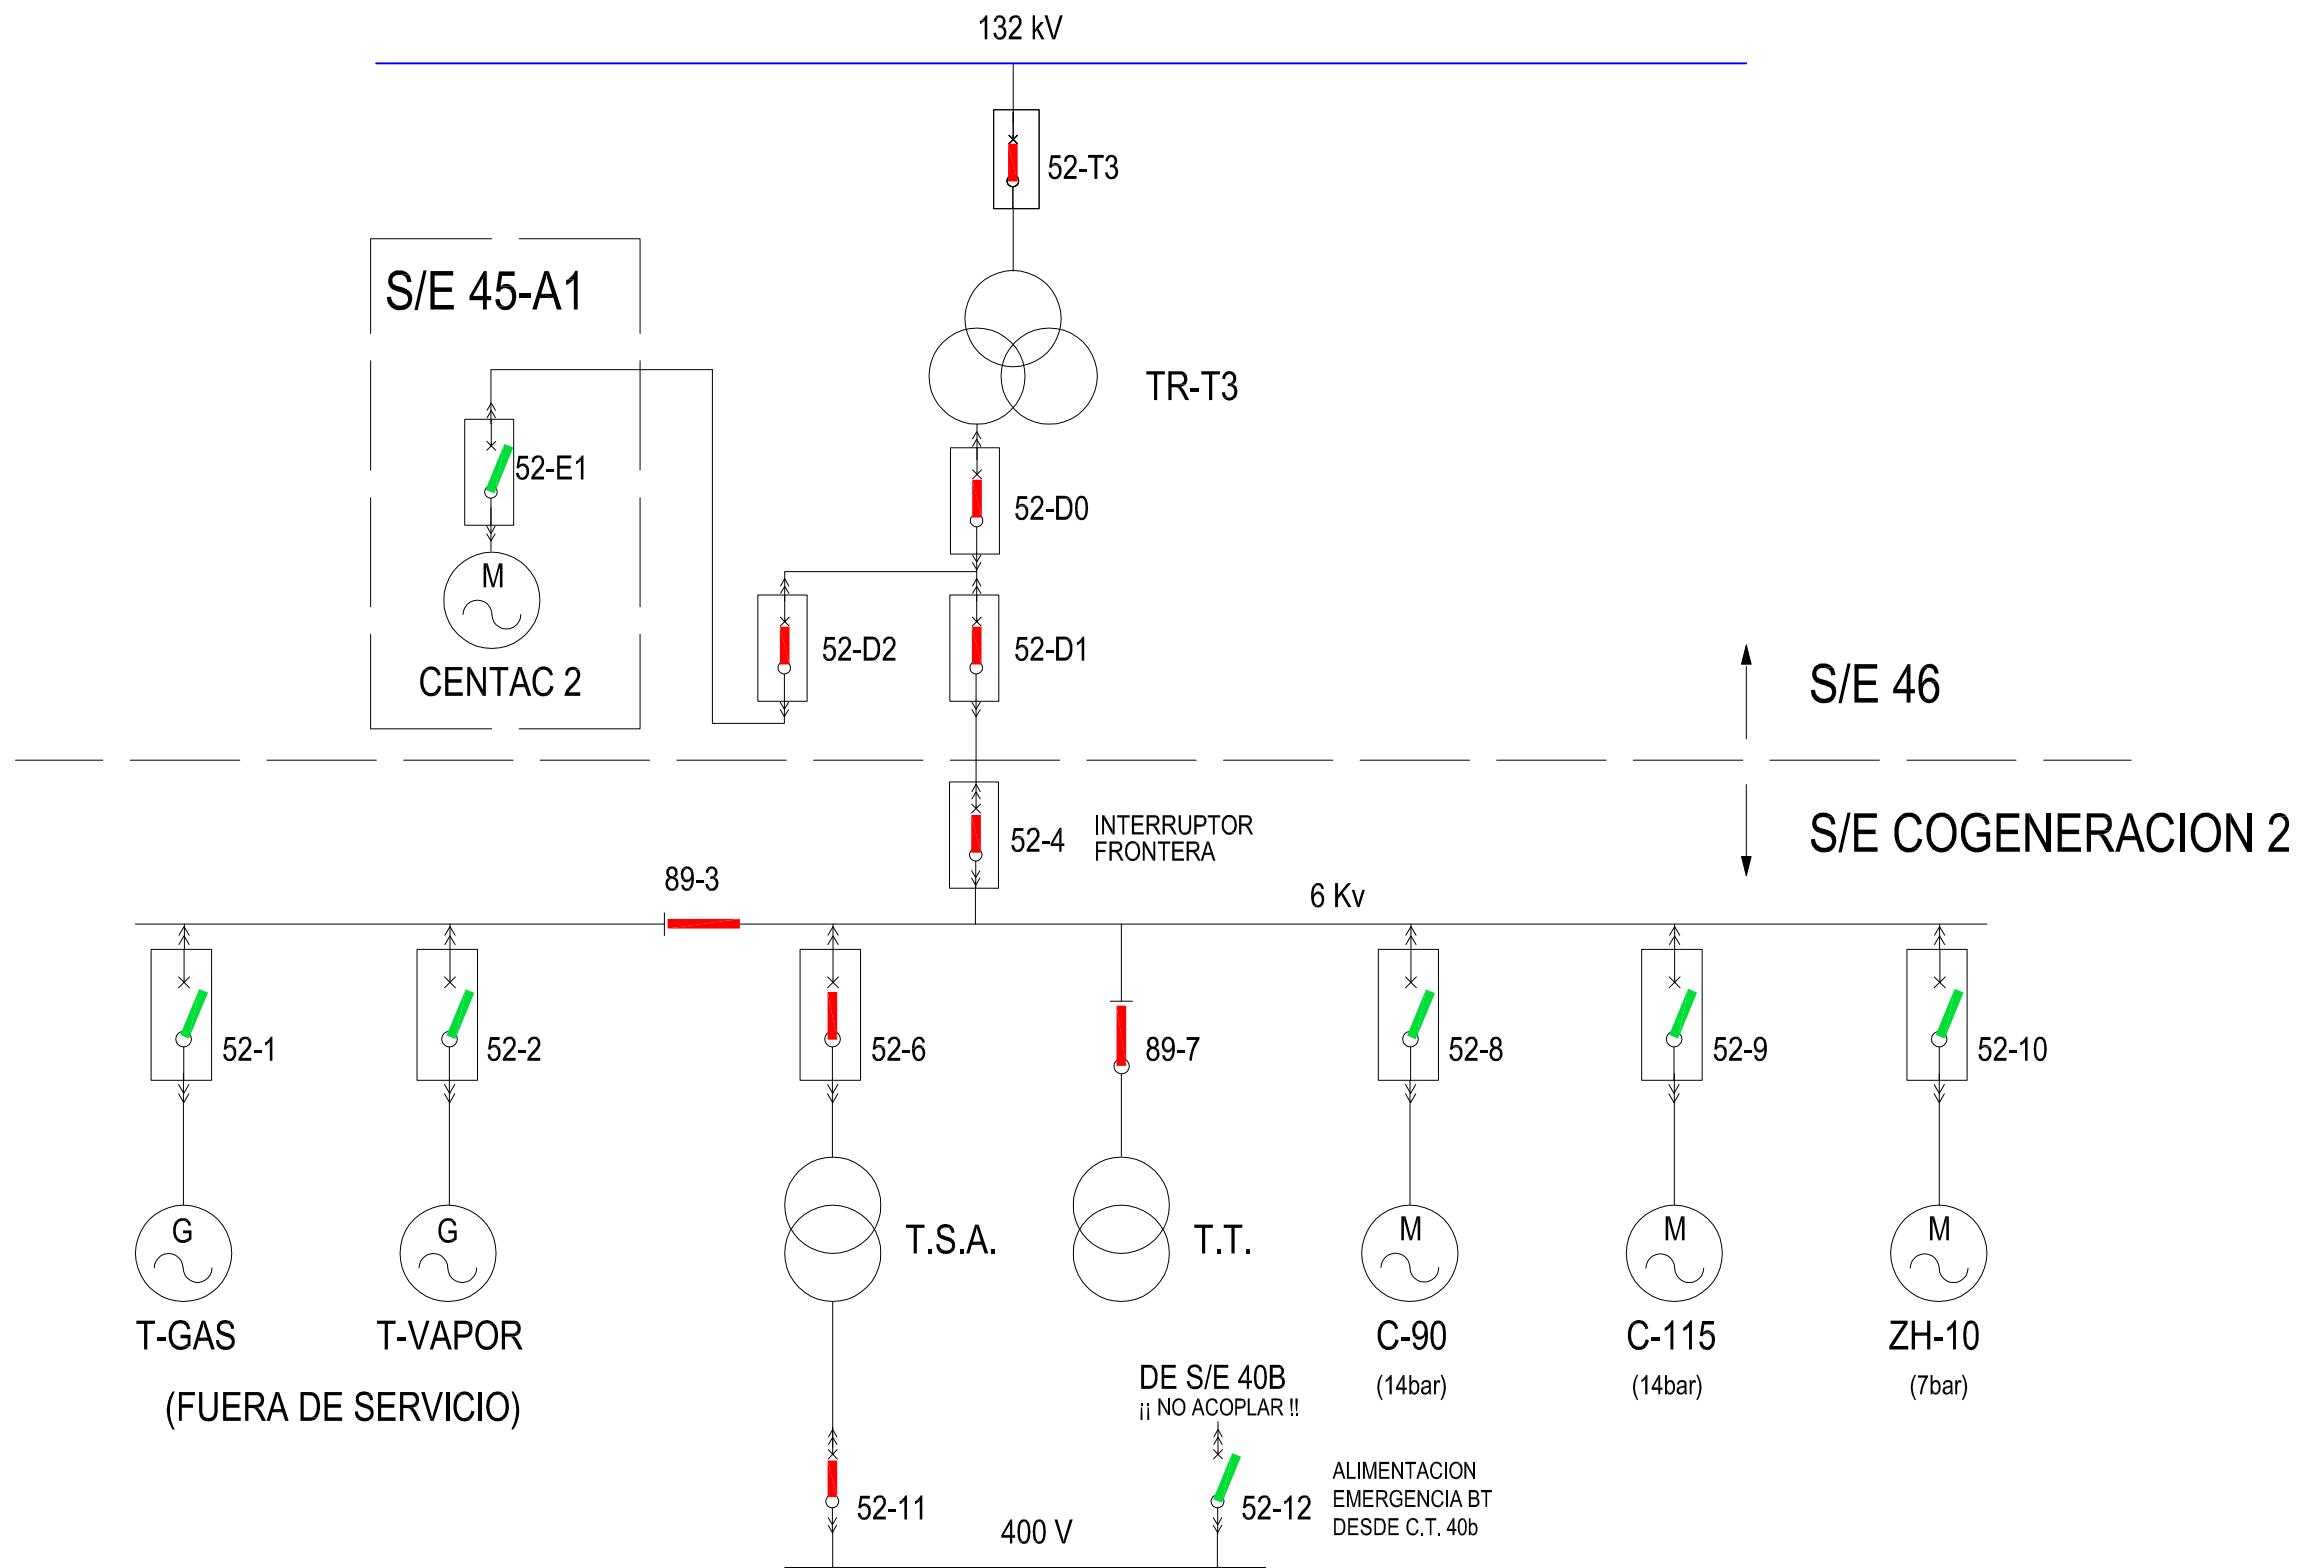 132 kV
52-T3
S/E 45-A1
TR-T3
52-E1
52-D0
M
CENTAC 2
52-D2
52-D1
S/E 46
52-4
INTERRUPTOR
FRONTERA
S/E COGENERACION 2
89-3
6 Kv
52-1
52-2
52-6
89-7
52-8
52-9
52-10
G
G
T.S.A.
T.T.
M
M
M
T-GAS
T-VAPOR
C-90
C-115
ZH-10
(FUERA DE SERVICIO)
(14bar)
(14bar)
(7bar)
DE S/E 40B
¡¡ NO ACOPLAR !!
52-11
52-12
ALIMENTACION
EMERGENCIA BT
DESDE C.T. 40b
400 V